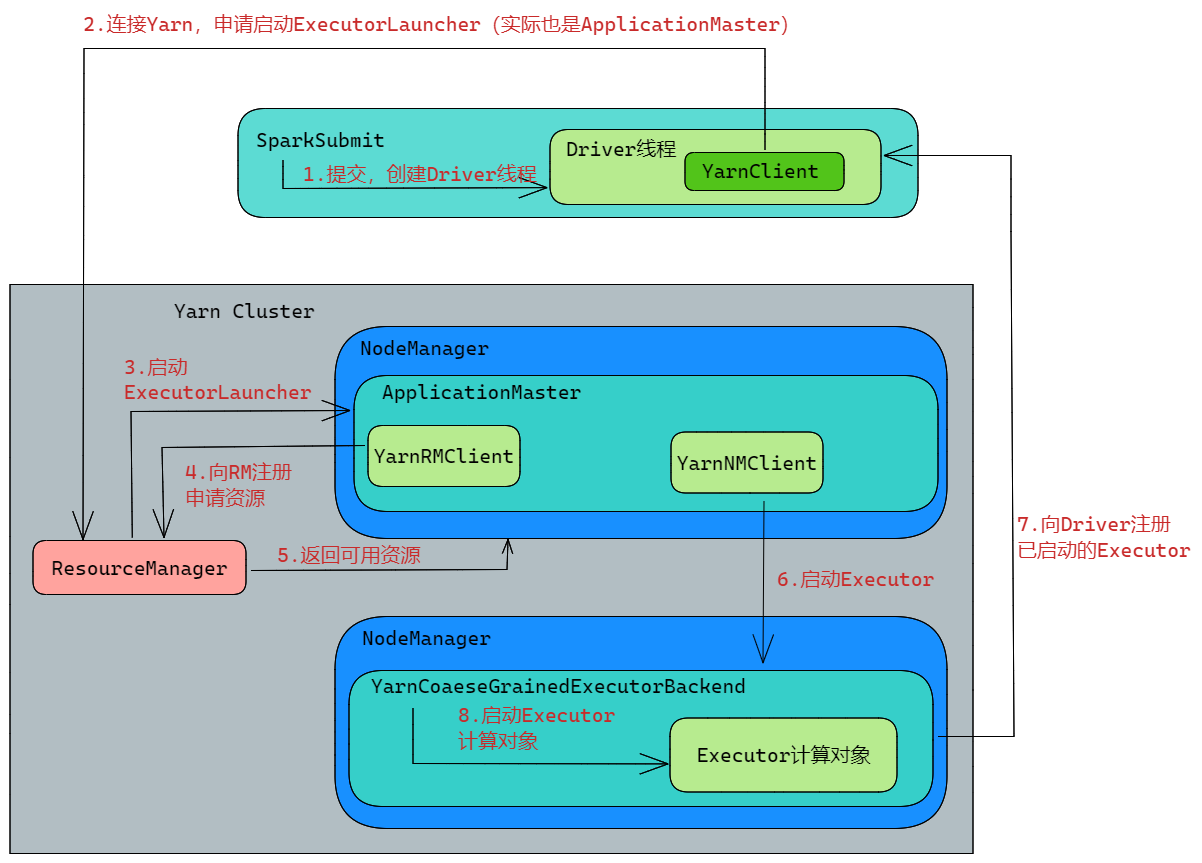 2.连接Yarn，申请启动ExecutorLauncher（实际也是ApplicationMaster）
SparkSubmit
Driver线程
1.提交，创建Driver线程
YarnClient
Yarn Cluster
NodeManager
3.启动
ExecutorLauncher
ApplicationMaster
YarnRMClient
YarnNMClient
4.向RM注册
申请资源
7.向Driver注册
已启动的Executor
5.返回可用资源
ResourceManager
6.启动Executor
NodeManager
YarnCoaeseGrainedExecutorBackend
8.启动Executor
计算对象
Executor计算对象